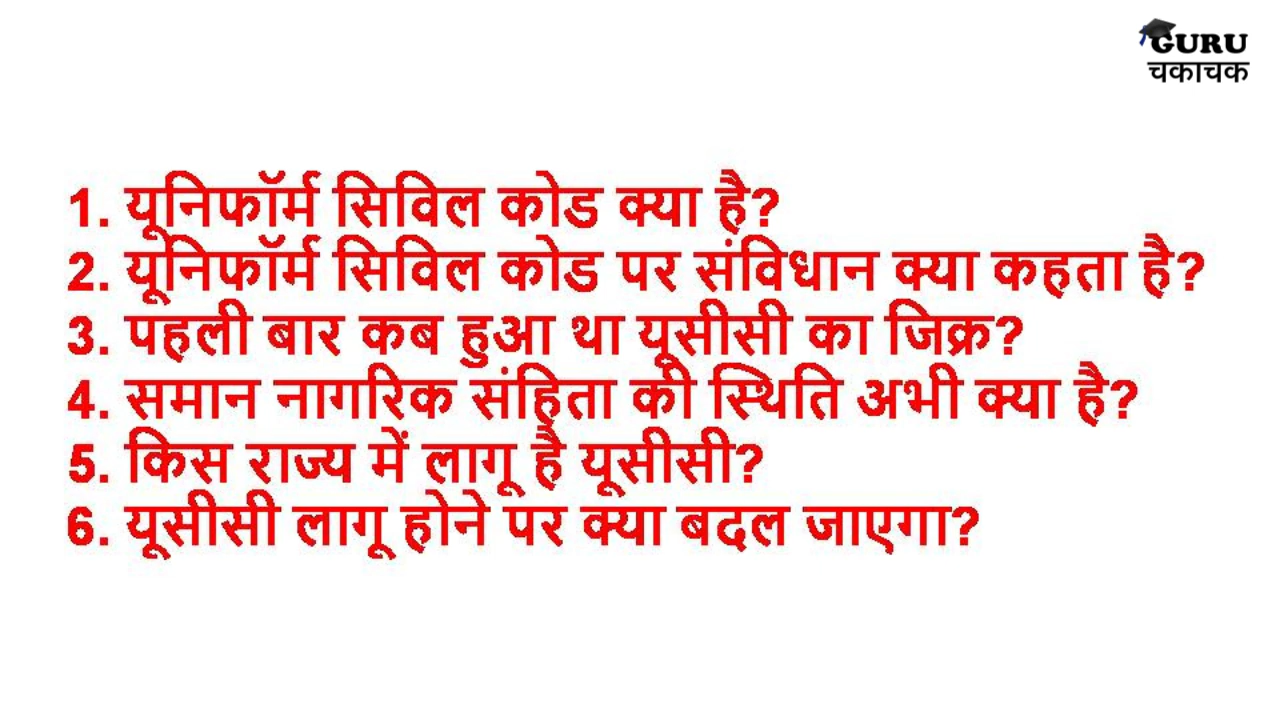 GURU
चकाचक
1. यूनिफॉर्म सिविल कोड क्या है?
2. यूनिफॉर्म सिविल कोड पर संविधान क्या कहता है?
3. पहली बार कब हुआ था यूसीसी का जिक्र?
4. समान नागरिक संहिता की स्थिति अभी क्या है?
5. किस राज्य में लागू है यूसीसी?
6. यूसीसी लागू होने पर क्या बदल जाएगा?